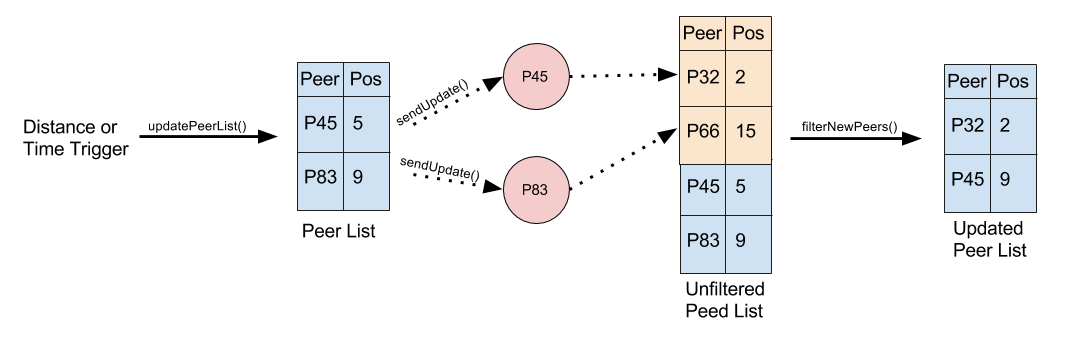 Distance or
Time Trigger
updatePeerList()
Peer Pos
P45 5
P83 9
Peer List
sendUpdate()
sendUpdate()
P45
P83
Peer Pos
P32 2
P66 15
P45 5
P83 9
Unfiltered
Peed List
filterNewPeers()
Peer Pos
P32 2
P45 9
Updated
Peer List